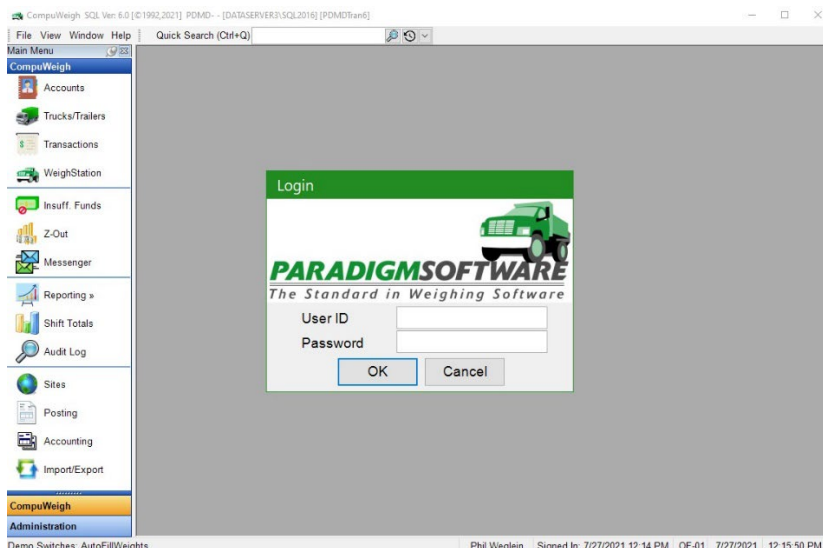 CompuWeigh SQL Ver: 6.0 [©1992,2021] PDMD- - [DATASERVER3\SQL2016] [PDMDTran6]
File View Window Help Quick Search (Ctrl+Q)
Main Menu
CompuWeigh
Accounts
Trucks/Trailers
Transactions
WeighStation
Insuff. Funds
Z-Out
Messenger
Reporting »
Shift Totals
Audit Log
Sites
Posting
Accounting
Import/Export
CompuWeigh
Administration
Login
PARADIGMSOFTWARE
The Standard in Weighing Software
User ID
Password
OK Cancel
Demo Switches: AutoFillWeights Phil Weglein Signed In: 7/27/2021 12:14 PM OF-01 7/27/2021 12:15:50 PM